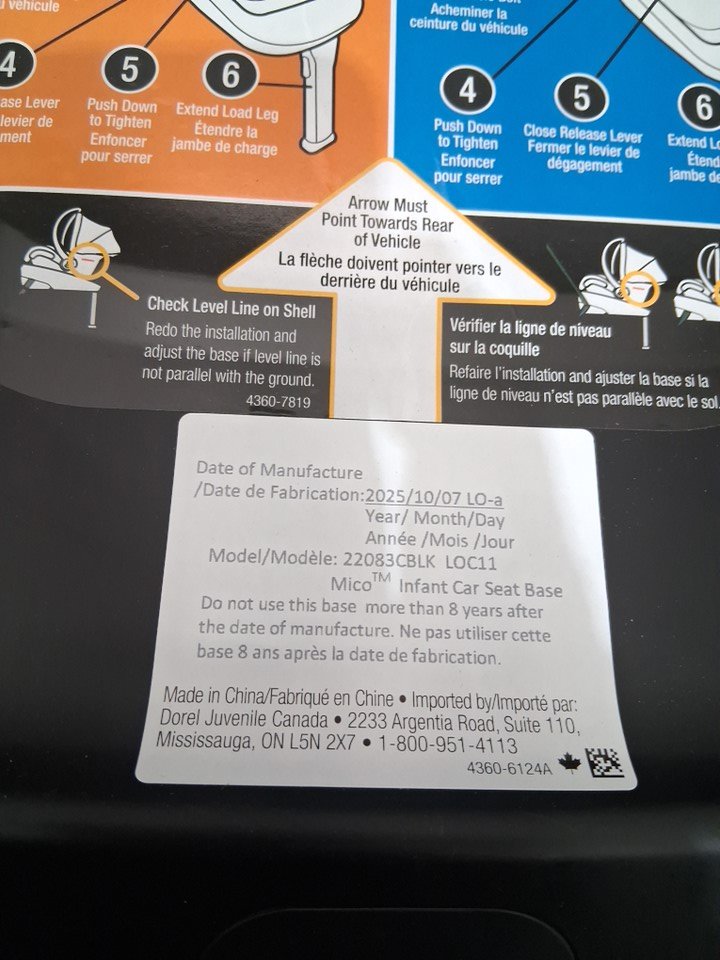 véhicule
Acheminer la
ceinture du véhicule
4
5
6
4
5
6
Lever
levier de
Push Down
to Tighten
Enfoncer
pour serrer
Extend Load Leg
Étendre la
jambe de charge
Push Down
to Tighten
Enfoncer
pour serrer
Close Release Lever
Fermer le levier de
dégagement
Extend
jambe de
Arrow Must
Point Towards Rear
of Vehicle
La flèche doivent pointer vers le
derrière du véhicule
Check Level Line on Shell
Redo the installation and
adjust the base if level line is
not parallel with the ground.
4360-7819
Vérifier la ligne de niveau
sur la coquille
Refaire l'installation and ajuster la base si la
ligne de niveau n'est pas parallèle avec le sol.
Date of Manufacture
/Date de Fabrication:2025/10/07 LO-a
Year/ Month/Day
Année /Mois /Jour
Model/Modèle: 22083CBLK LOC11
Mico™ Infant Car Seat Base
Do not use this base more than 8 years after
the date of manufacture. Ne pas utiliser cette
base 8 ans après la date de fabrication.
Made in China/Fabriqué en Chine • Imported by/Importé par:
Dorel Juvenile Canada • 2233 Argentia Road, Suite 110,
Mississauga, ON L5N 2X7 • 1-800-951-4113
4360-6124A